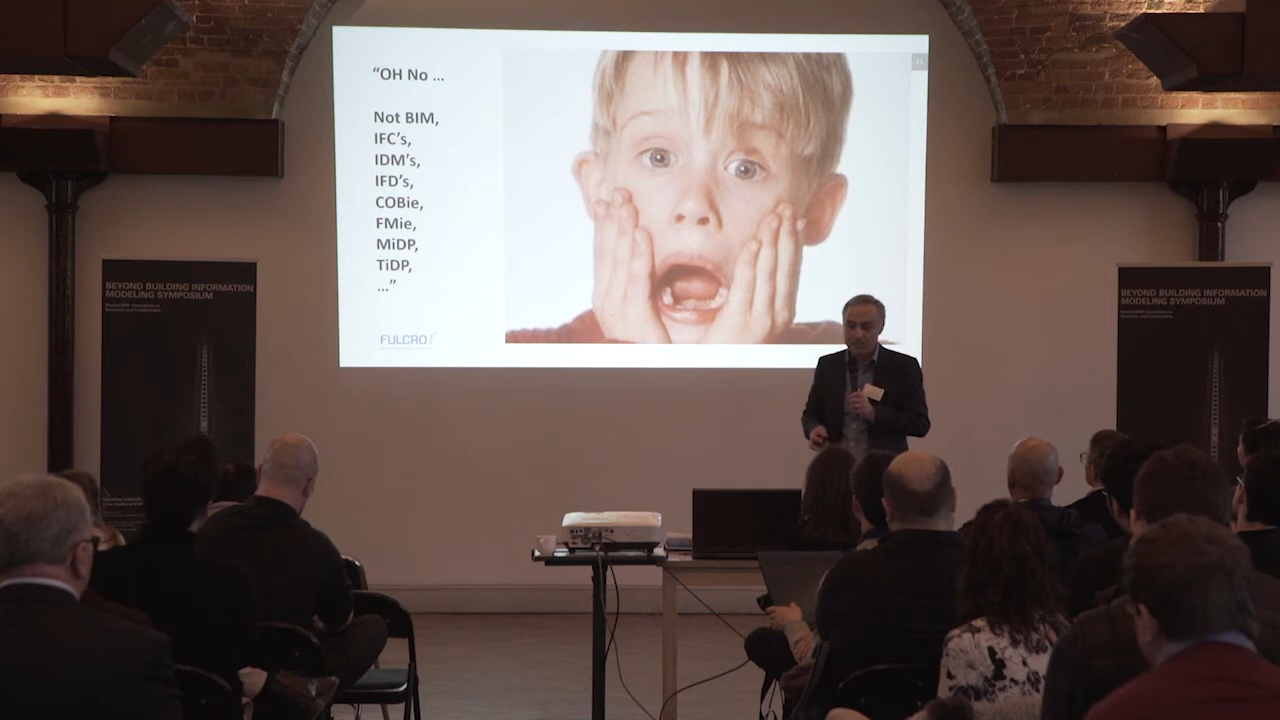 “OH No ...
Not BIM,
IFC’s,
IDM’s,
IFD’s,
COBie,
FMie,
MiDP,
TiDP,
...”
FULCRO
11
BEYOND BUILDING INFORMATION
MODELING SYMPOSIUM
BEYOND BUILDING INFORMATION
MODELING SYMPOSIUM